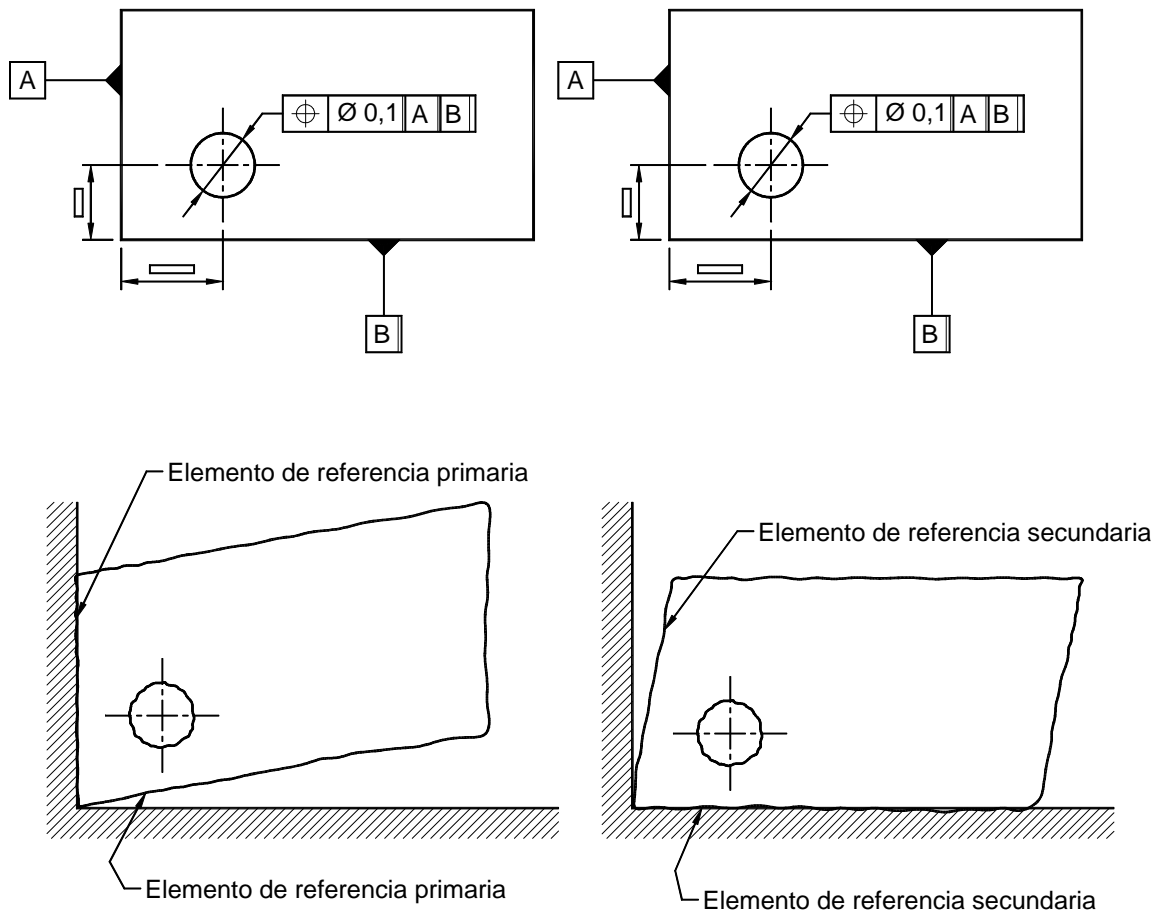 A
Ø 0,1 A B
B
A
Ø 0,1 A B
B
Elemento de referencia primaria
Elemento de referencia secundaria
Elemento de referencia primaria
Elemento de referencia secundaria